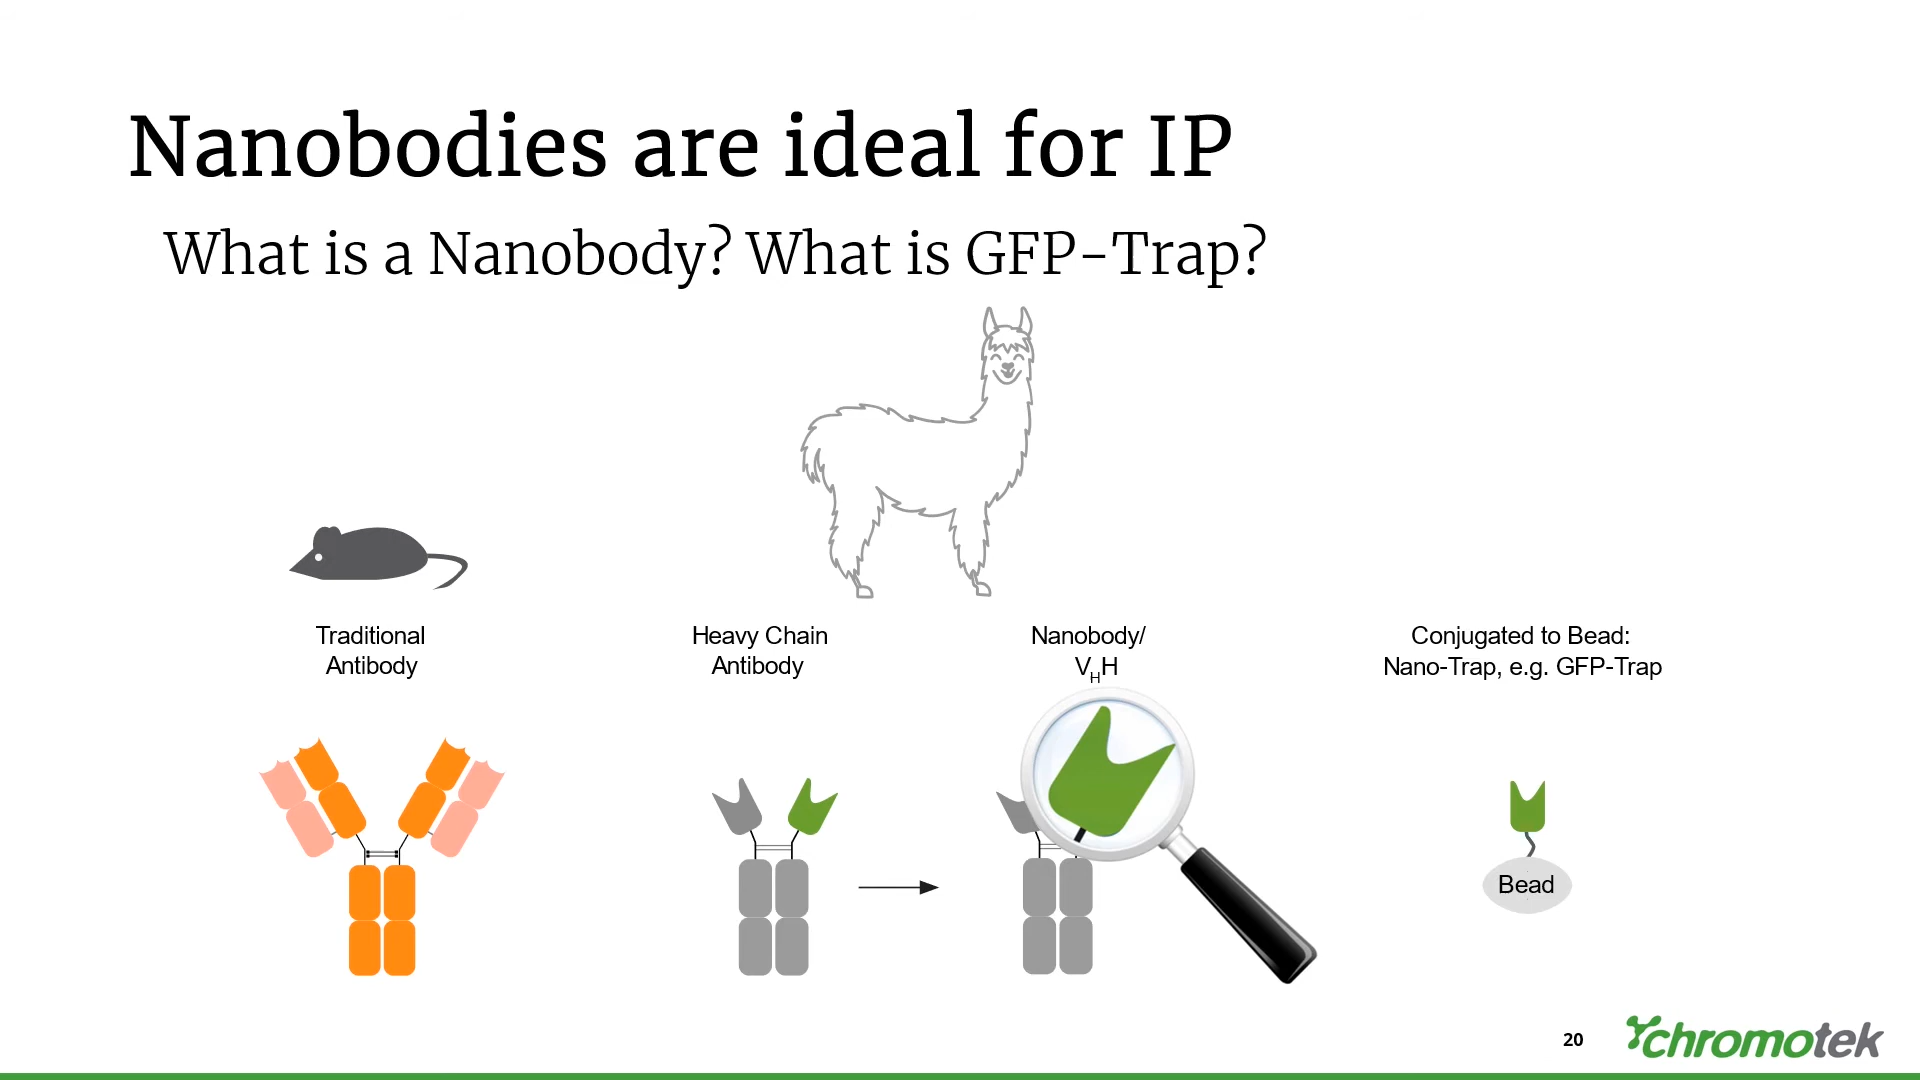 Nanobodies are ideal for IP
What is a Nanobody? What is GFP-Trap?
Traditional
Antibody
Heavy Chain
Antibody
Nanobody/
VHH
Conjugated to Bead:
Nano-Trap, e.g. GFP-Trap
Bead
20
chromotek